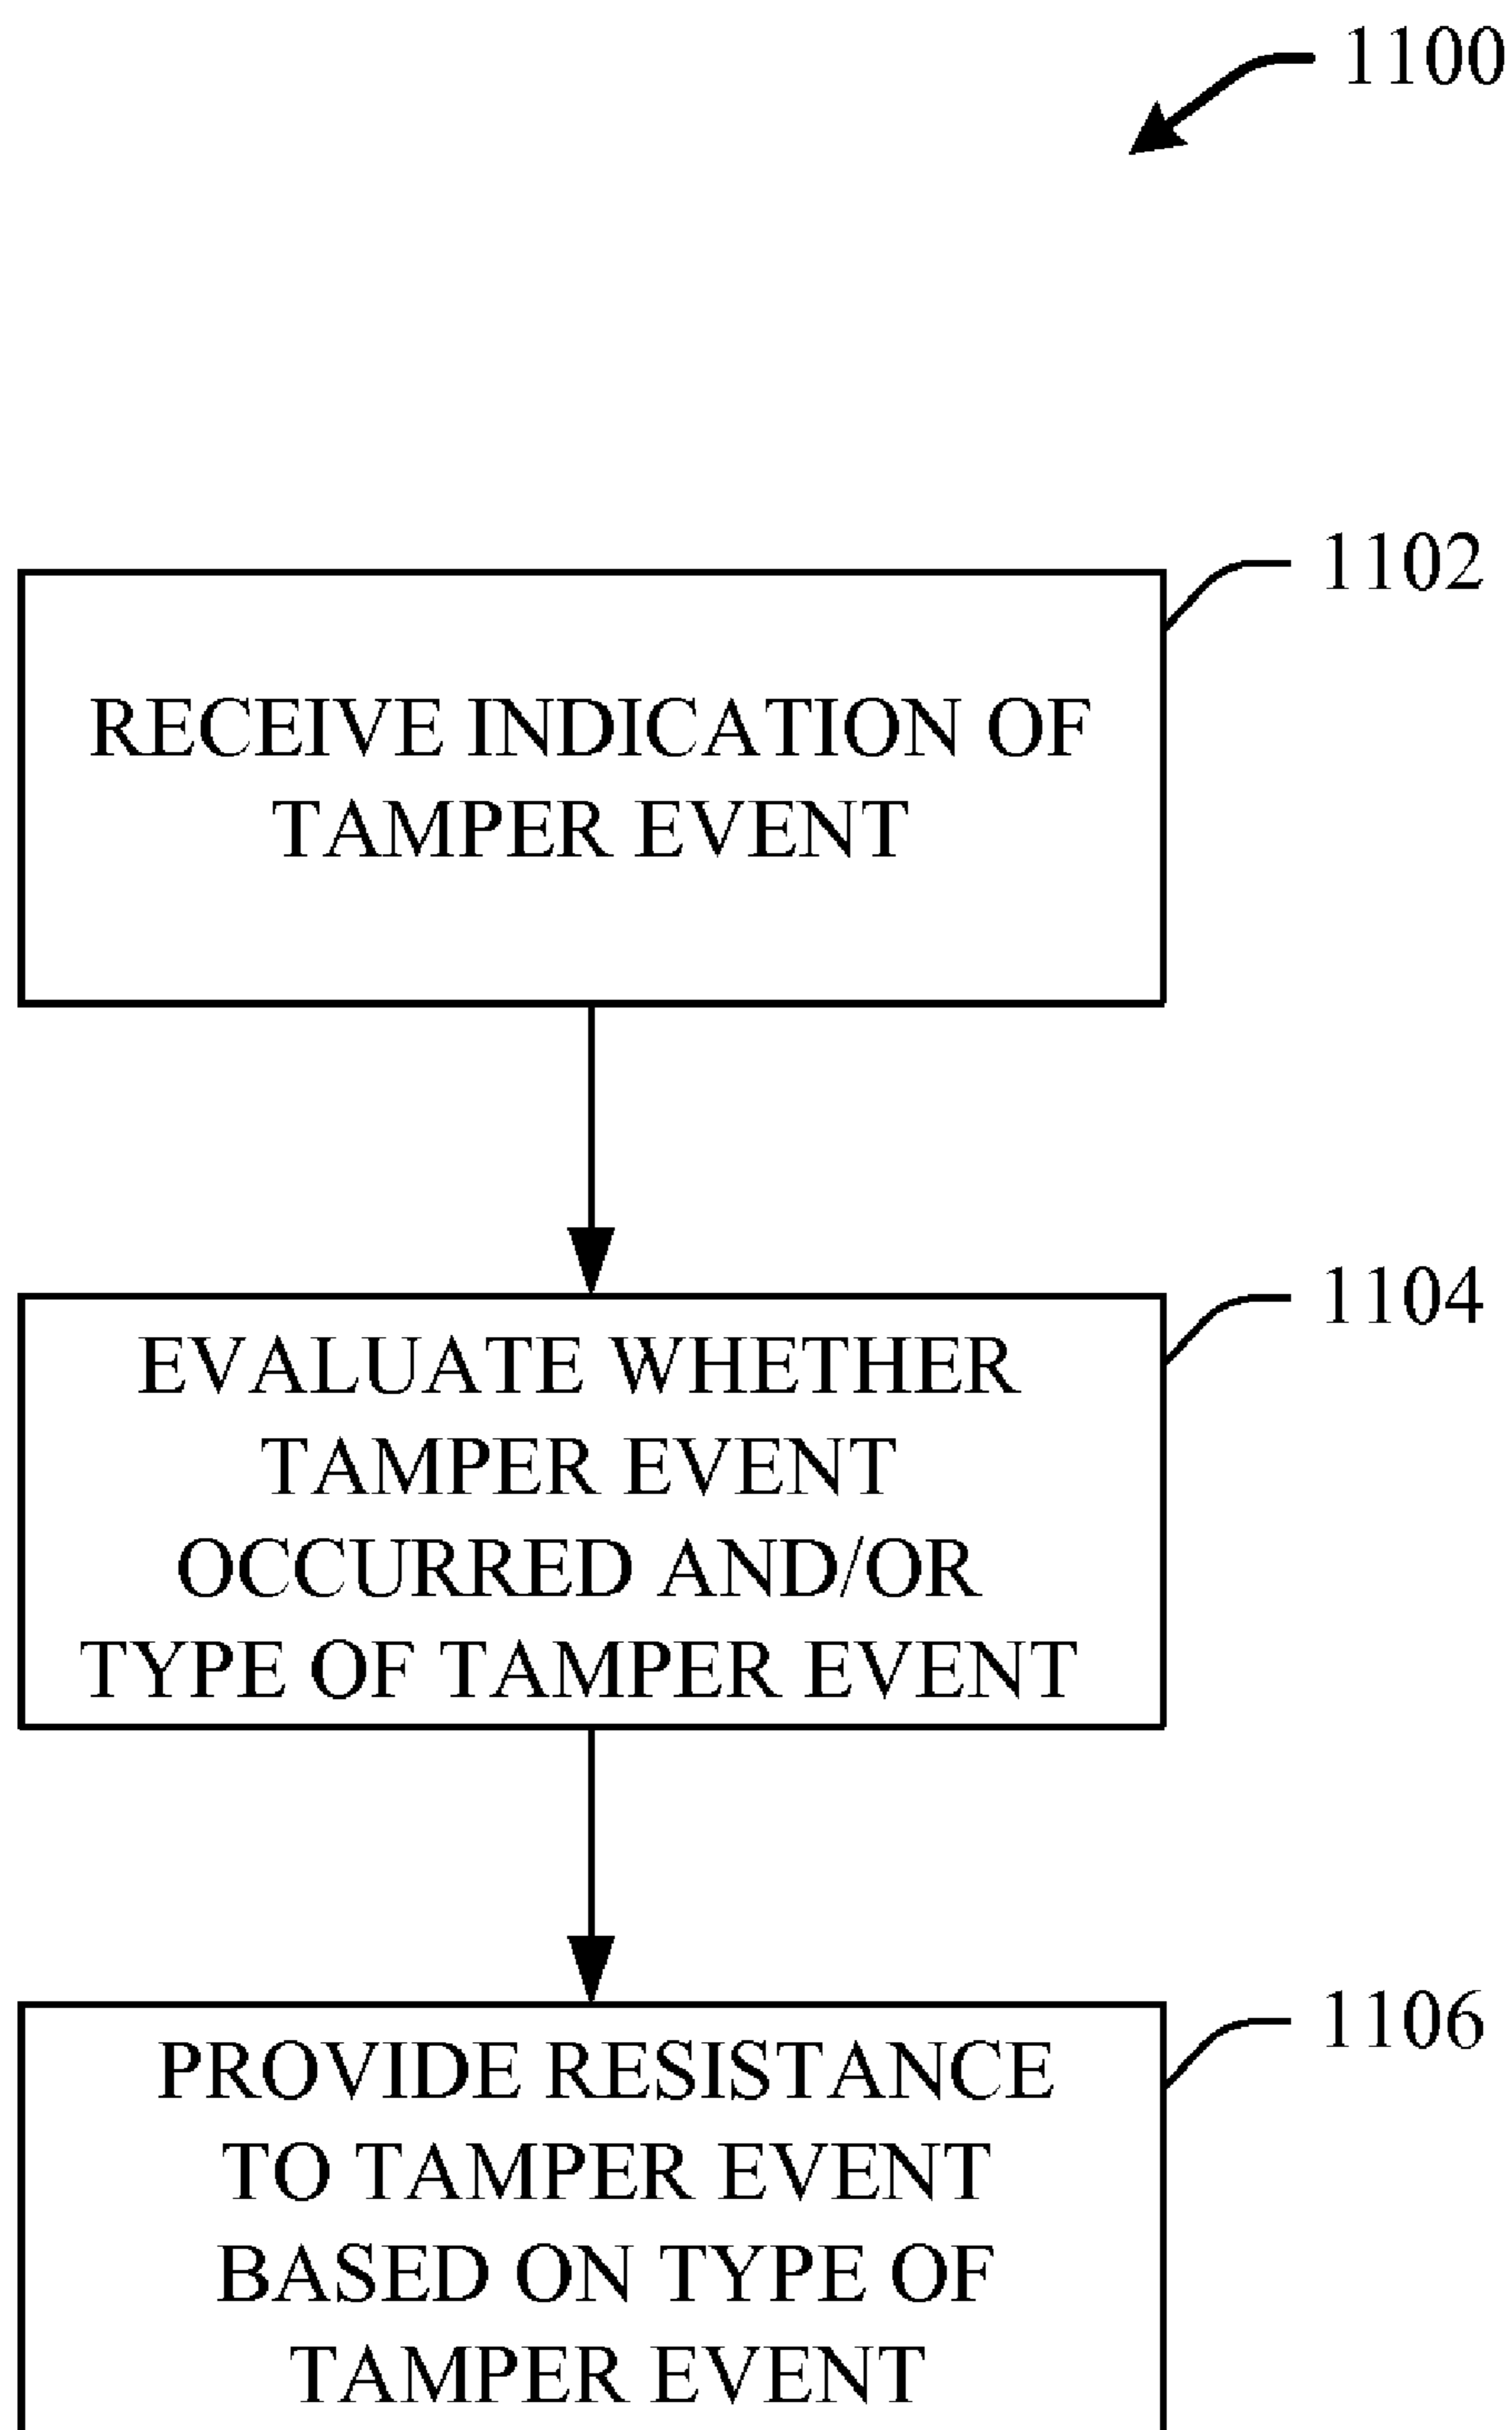 1100
1102
RECEIVE INDICATION OF
TAMPER EVENT
1104
EVALUATE WHETHER
TAMPER EVENT
OCCURRED AND/OR
TYPE OF TAMPER EVENT
1106
PROVIDE RESISTANCE
TO TAMPER EVENT
BASED ON TYPE OF
TAMPER EVENT